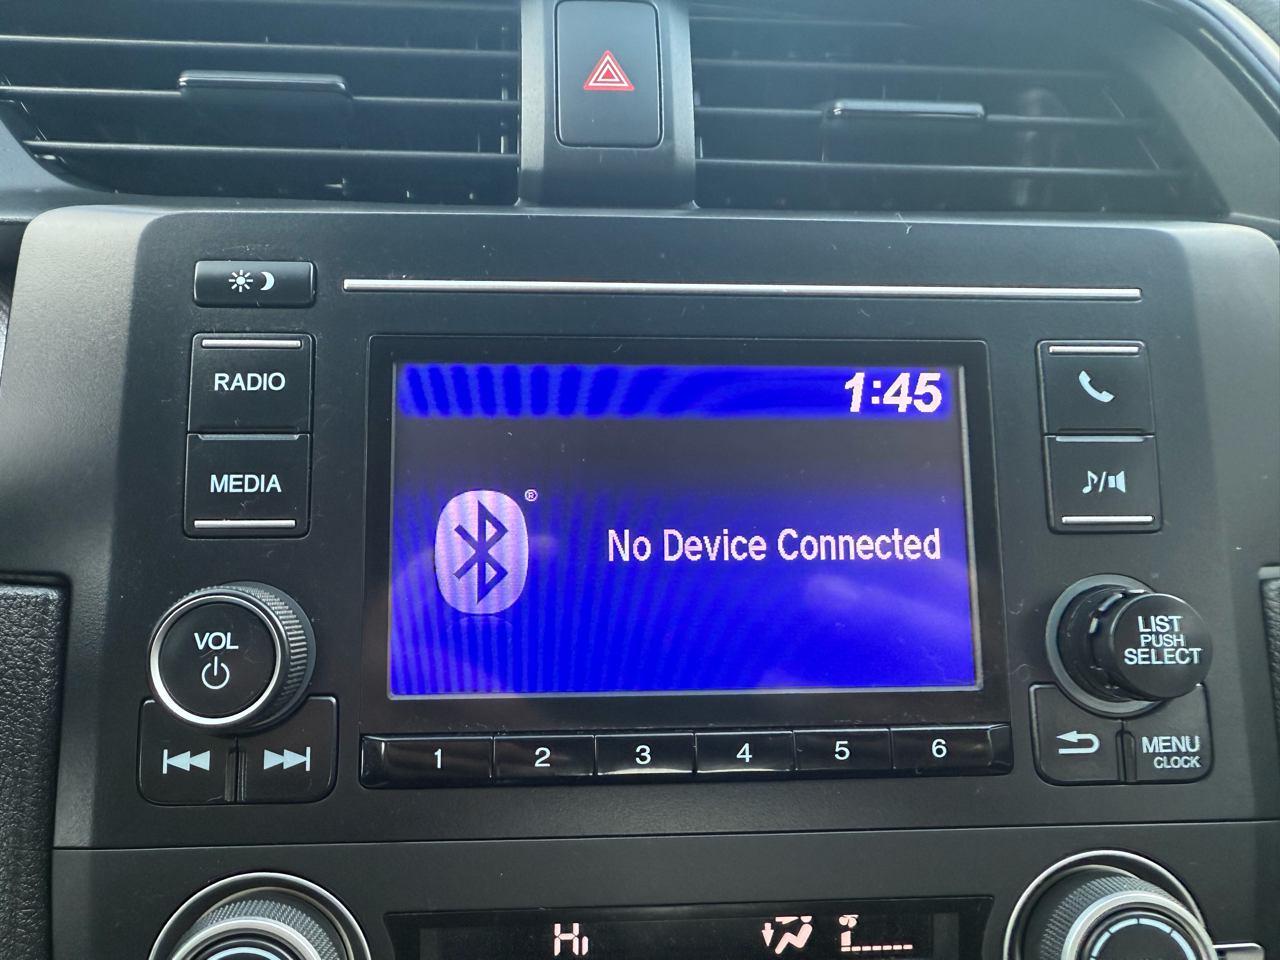 RADIO
MEDIA
VOL
1:45
®
No Device Connected
LIST
PUSH
SELECT
MENU
CLOCK
1 2 3 4 5 6
Hi